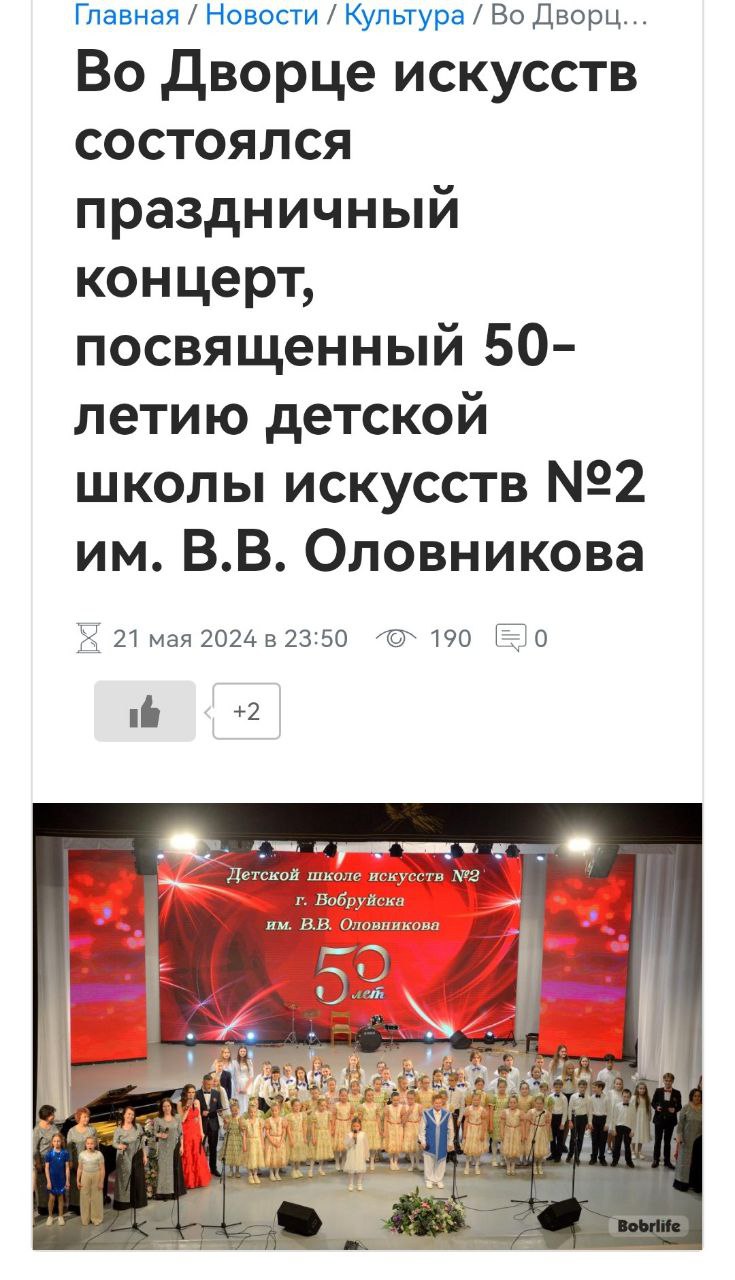 Главная / Новости / Культура / Во Дворц...
Во Дворце искусств
состоялся
праздничный
концерт,
посвященный 50-
летию детской
школы искусств №2
им. В.В. Оловникова
21 мая 2024 в 23:50 190 0
+2
Детской школе искусств №2
г. Бобруйска
им. В.В. Оловникова
50
лет
Bobrlife